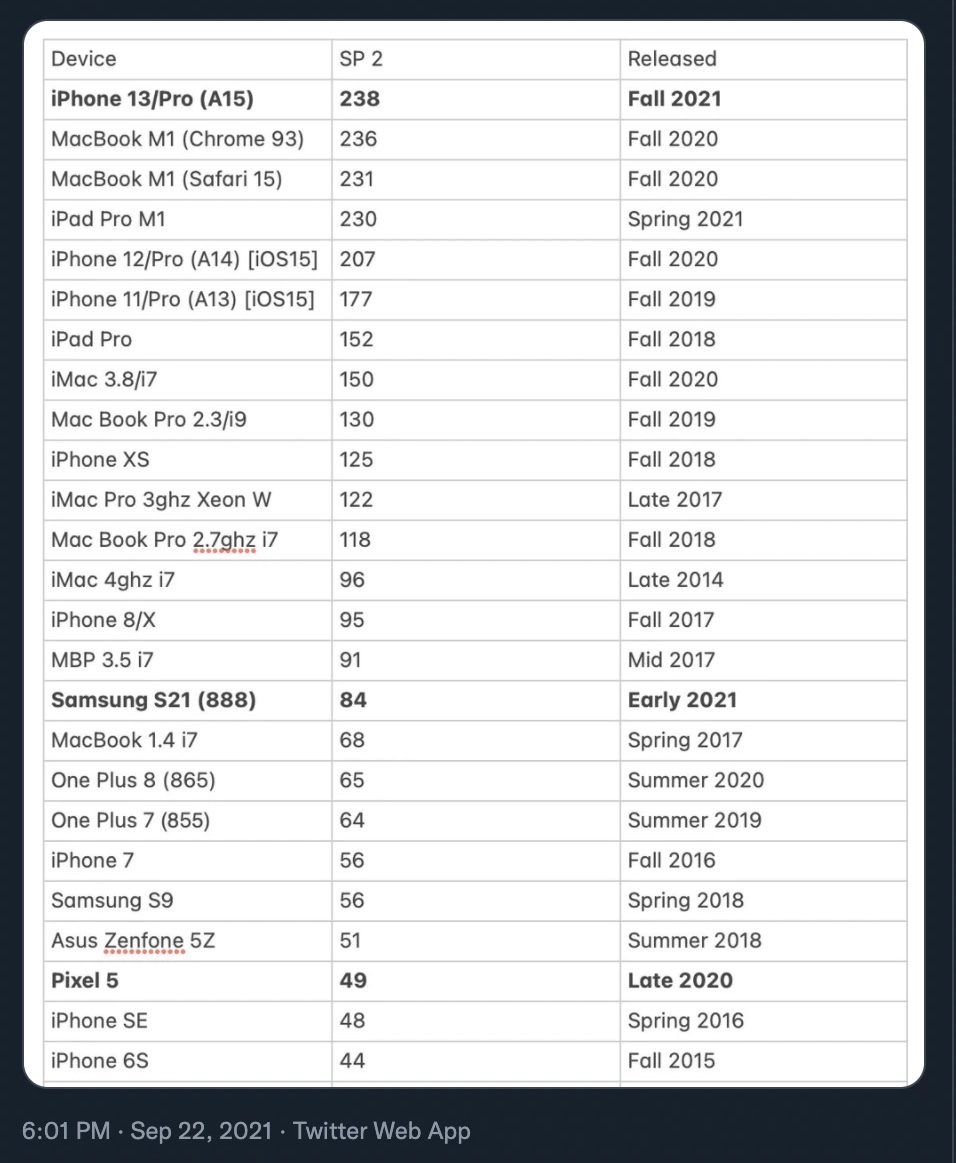 Device SP 2 Released
iPhone 13/Pro (A15) 238 Fall 2021
MacBook M1 (Chrome 93) 236 Fall 2020
MacBook M1 (Safari 15) 231 Fall 2020
iPad Pro M1 230 Spring 2021
iPhone 12/Pro (A14) [iOS15] 207 Fall 2020
iPhone 11/Pro (A13) [iOS15] 177 Fall 2019
iPad Pro 152 Fall 2018
iMac 3.8/i7 150 Fall 2020
Mac Book Pro 2.3/i9 130 Fall 2019
iPhone XS 125 Fall 2018
iMac Pro 3ghz Xeon W 122 Late 2017
Mac Book Pro 2.7ghz i7 118 Fall 2018
iMac 4ghz i7 96 Late 2014
iPhone 8/X 95 Fall 2017
MBP 3.5 i7 91 Mid 2017
Samsung S21 (888) 84 Early 2021
MacBook 1.4 i7 68 Spring 2017
One Plus 8 (865) 65 Summer 2020
One Plus 7 (855) 64 Summer 2019
iPhone 7 56 Fall 2016
Samsung S9 56 Spring 2018
Asus Zenfone 5Z 51 Summer 2018
Pixel 5 49 Late 2020
iPhone SE 48 Spring 2016
iPhone 6S 44 Fall 2015
6:01 PM · Sep 22, 2021 · Twitter Web App